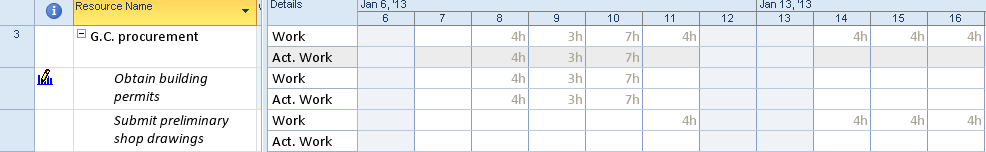 Resource Name Details Jan 6, '13 Jan 13, '13
6 7 8 9 10 11 12 13 14 15 16
3 G.C. procurement Work 4h 3h 7h 4h 4h 4h 4h
Act. Work 4h 3h 7h
Obtain building Work 4h 3h 7h
permits Act. Work 4h 3h 7h
Submit preliminary Work 4h 4h 4h 4h
shop drawings Act. Work